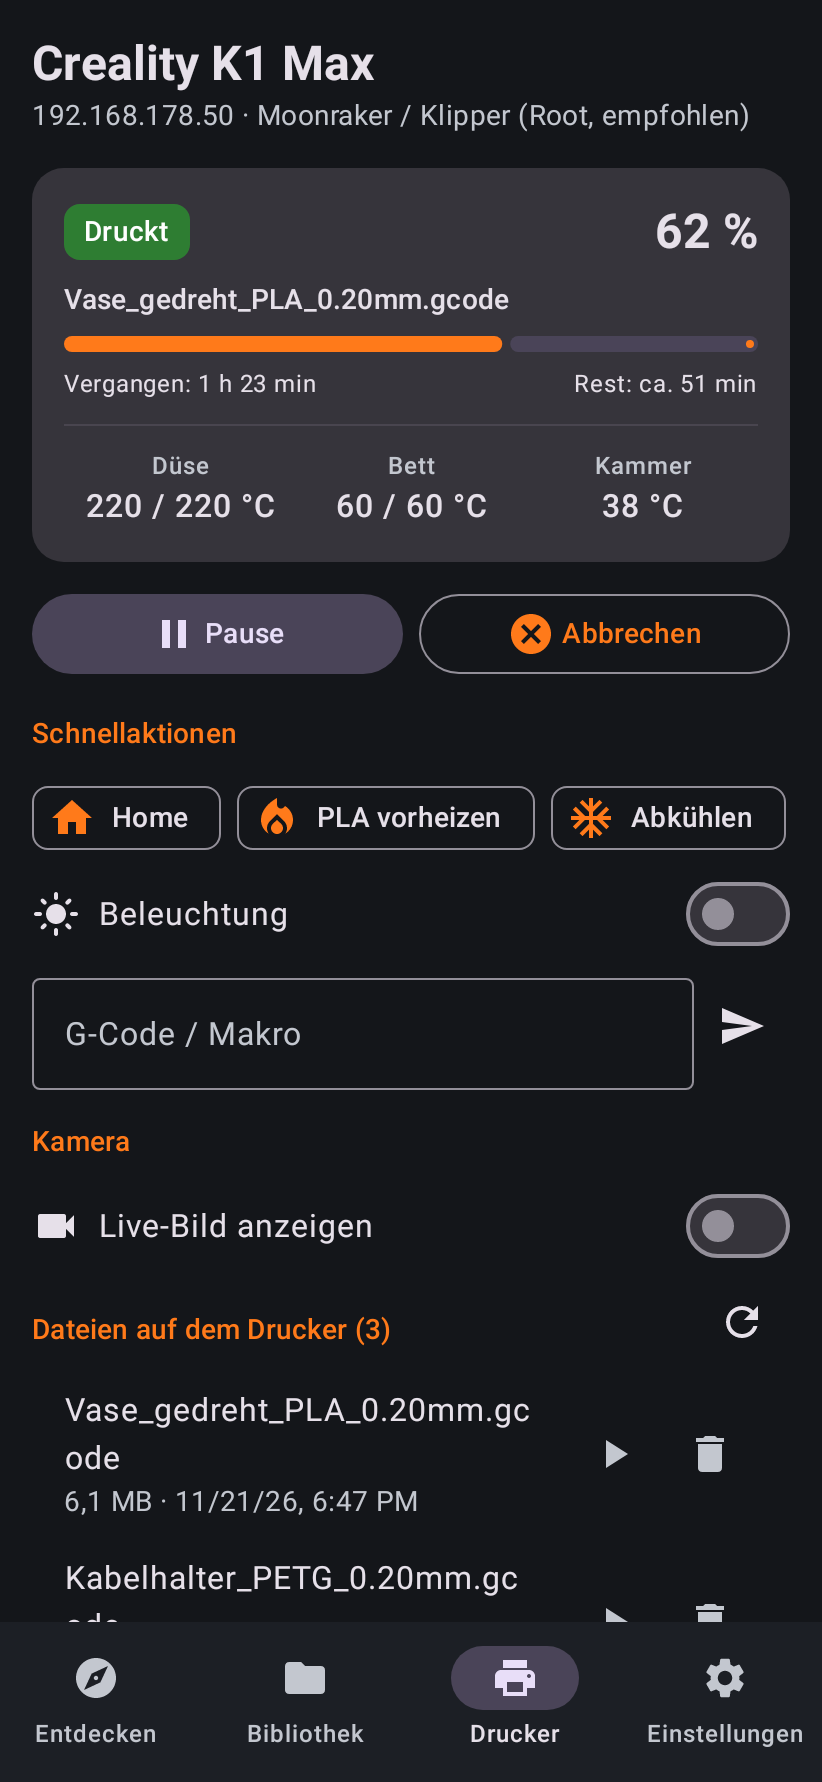 Creality K1 Max
192.168.178.50 · Moonraker / Klipper (Root, empfohlen)
Druckt
62 %
Vase_gedreht_PLA_0.20mm.gcode
Vergangen: 1 h 23 min
Rest: ca. 51 min
Düse
Bett
Kammer
220 / 220 °C
60 / 60 °C
38 °C
Pause
Abbrechen
Schnellaktionen
Home
PLA vorheizen
Abkühlen
Beleuchtung
G-Code / Makro
Kamera
Live-Bild anzeigen
Dateien auf dem Drucker (3)
Vase_gedreht_PLA_0.20mm.gc
ode
6,1 MB · 11/21/26, 6:47 PM
Kabelhalter_PETG_0.20mm.gc
ode
Entdecken
Bibliothek
Drucker
Einstellungen